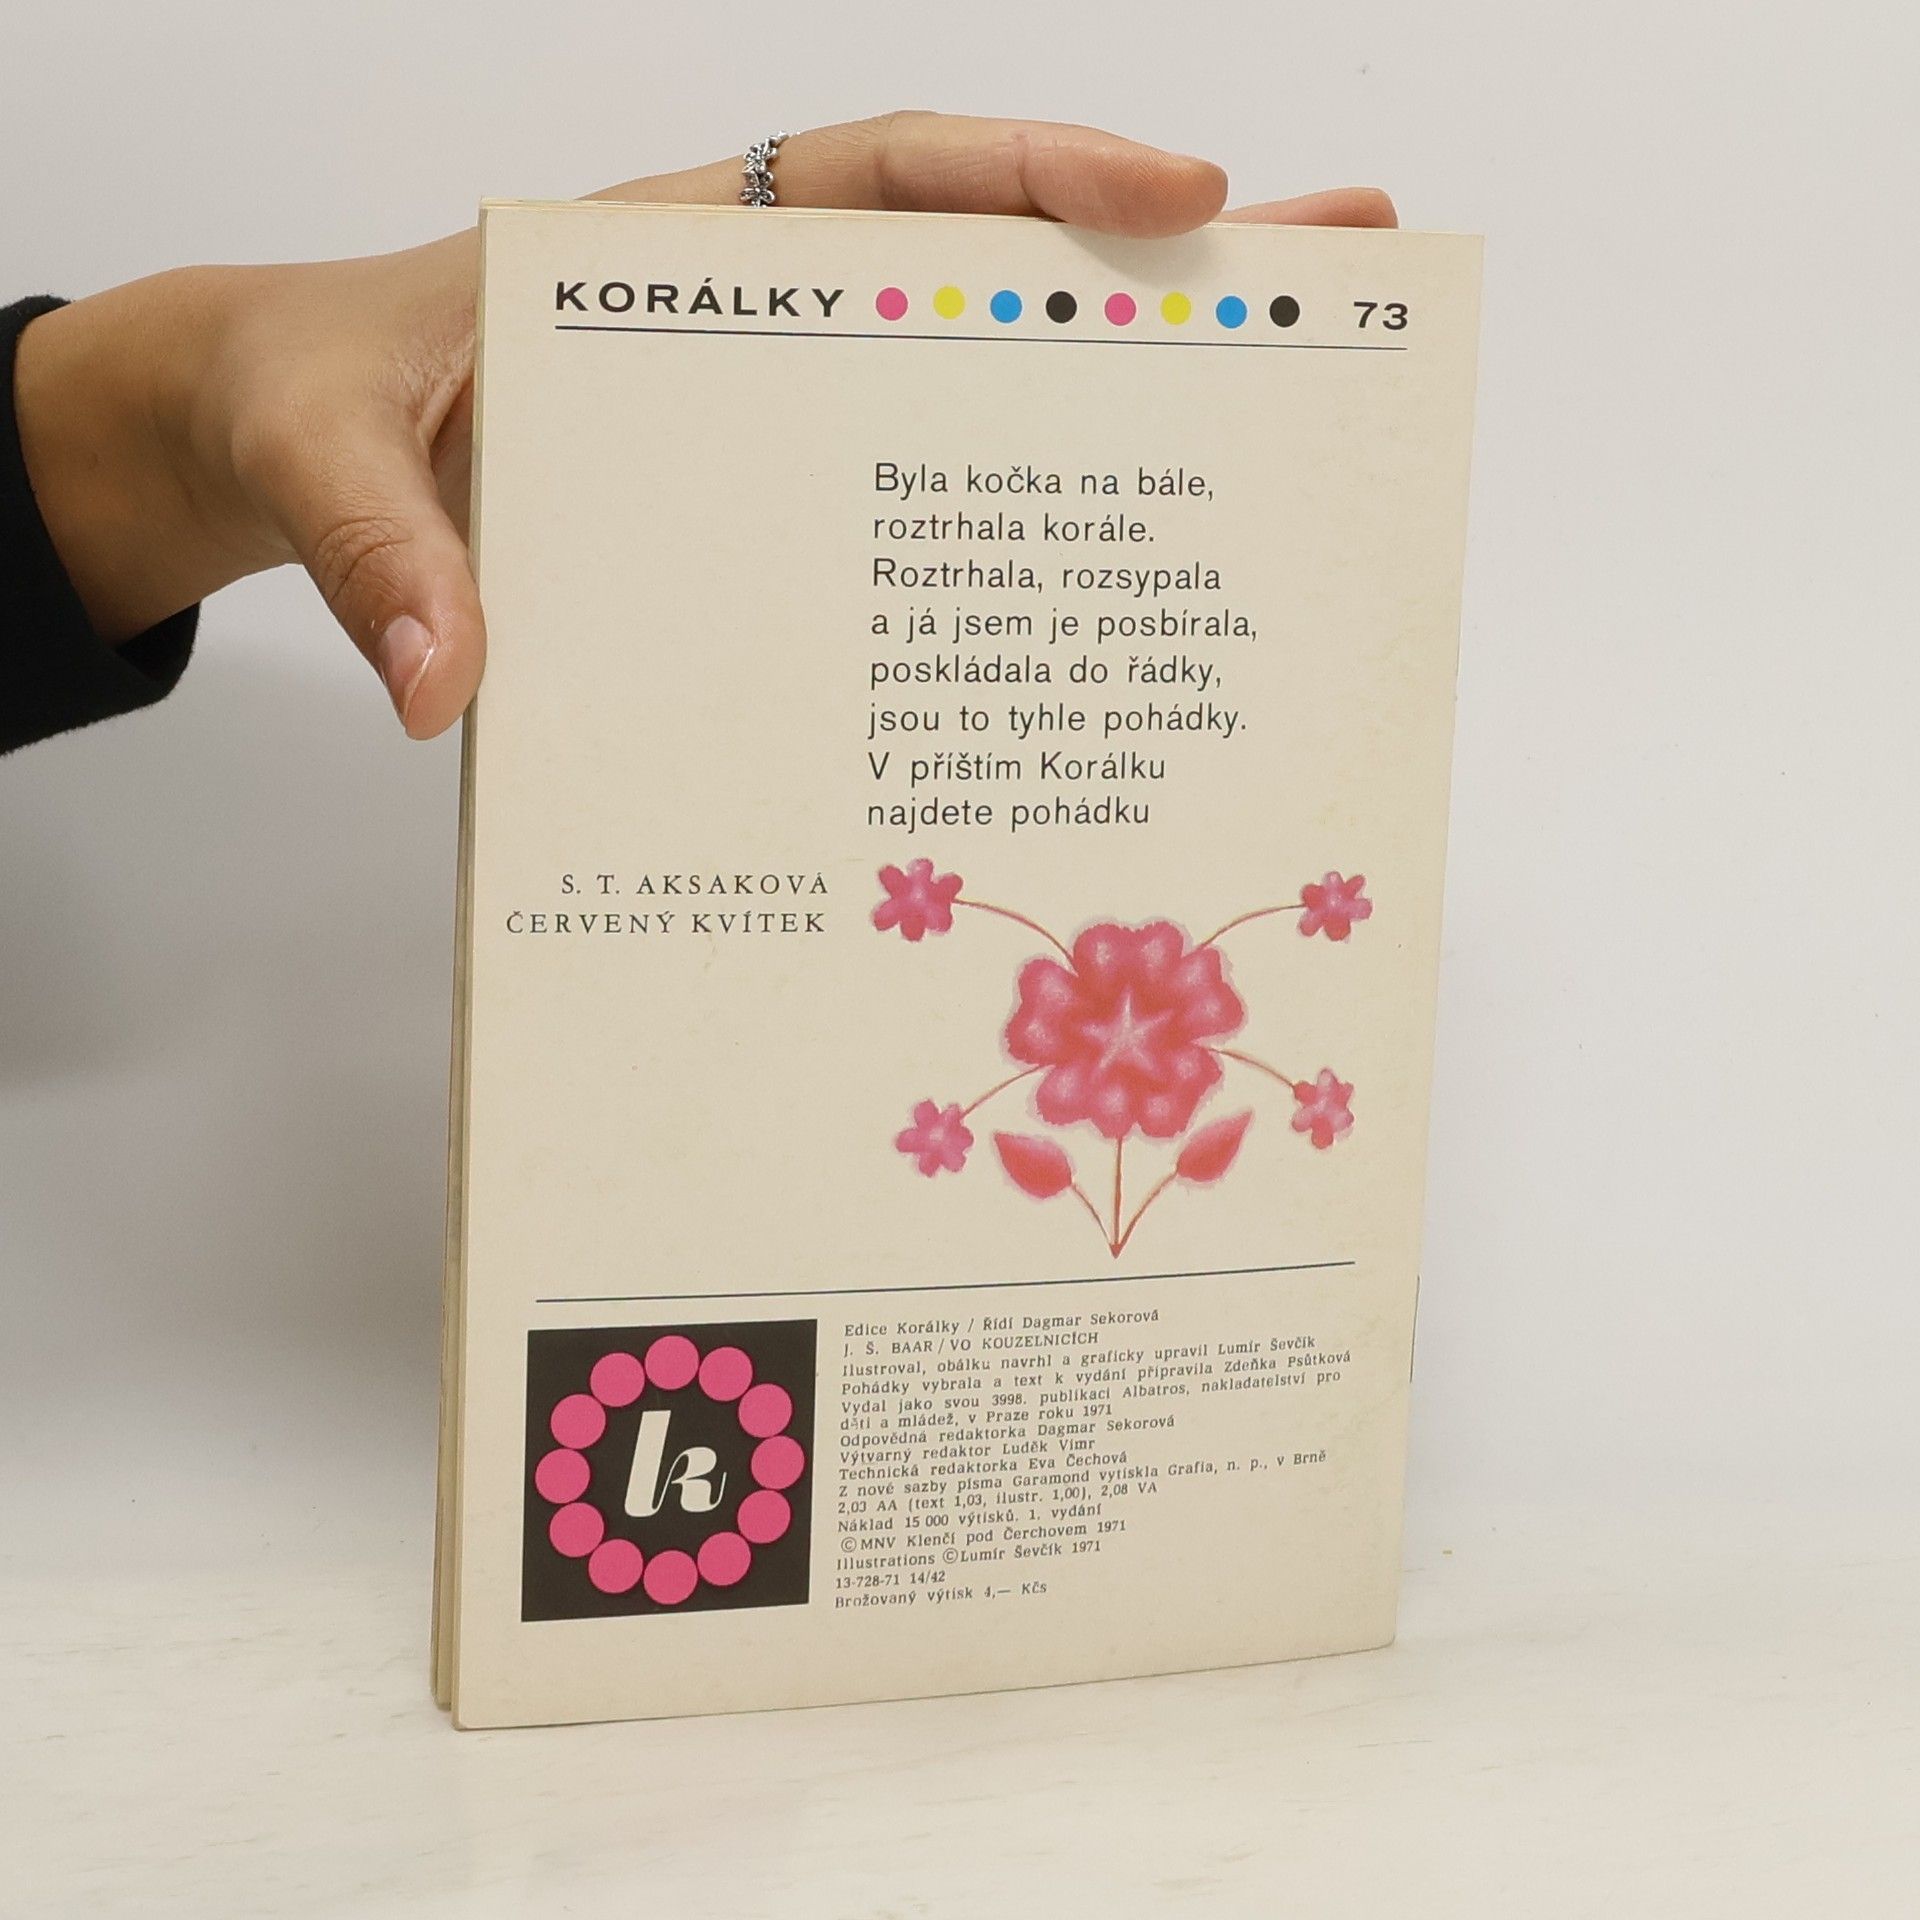 KORÁLKY 73
Byla kočka na bále,
roztrhala korále.
Roztrhala, rozsypala
a já jsem je posbírala,
poskládala do řádky,
jsou to tyhle pohádky.
V příštím Korálku
najdete pohádku
S. T. AKSAKOVÁ
ČERVENÝ KVÍTEK
k
Edice Korálky / Řídí Dagmar Sekorová
J. Š. BAAR / VO KOUZELNICÍCH
Ilustroval, obálku navrhl a graficky upravil Lumír Ševčík
Pohádky vybrala a text k vydání připravila Zdeňka Psůtková
Vydal jako svou 3998. publikaci Albatros, nakladatelství pro
děti a mládež, v Praze roku 1971
Odpovědná redaktorka Dagmar Sekorová
Výtvarný redaktor Luděk Vimr
Technická redaktorka Eva Čechová
Z nové sazby písma Garamond vytiskla Grafia, n. p., v Brně
2,03 AA (text 1,03, ilustr. 1,00), 2,08 VA
Náklad 15 000 výtisků. 1. vydání
©MNV Klenčí pod Čerchovem 1971
Illustrations ©Lumír Ševčík 1971
13-728-71 14/42
Brožovaný výtisk 4,— Kčs